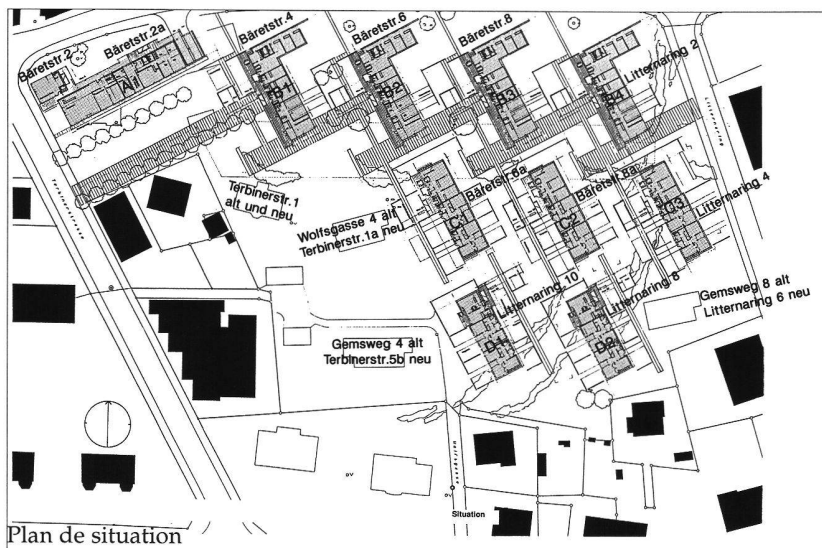 Bäretstr.2
Bäretstr.2a
Bäretstr.4
Bäretstr.6
Bäretstr.8
A1
B1
B2
B3
B4
Litternaring 2
Litternaring
Terbinerstrasse
Terbinerstr.1
alt und neu
Wolfsgasse 4 alt
Terbinerstr.1a neu
C1
Bäretstr.6a
C2
Bäretstr.8a
C3
Litternaring 4
Gemsweg 4 alt
Terbinerstr.5b neu
D1
Litternaring 10
D2
Litternaring 8
Gemsweg 8 alt
Litternaring 6 neu
Situation
Plan de situation